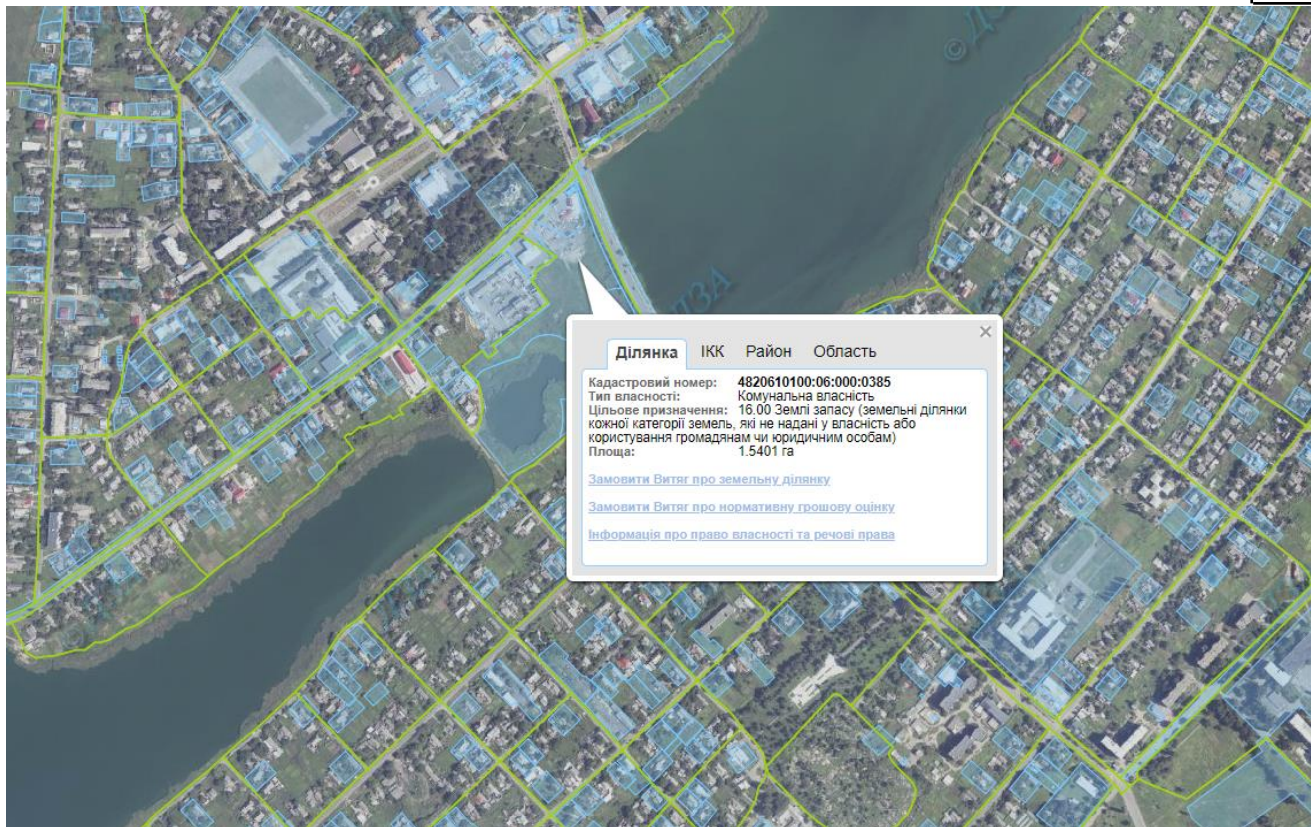 Ділянка ІКК Район Область
Кадастровий номер: 4820610100:06:000:0385
Тип власності: Комунальна власність
Цільове призначення: 16.00 Землі запасу (земельні ділянки
кожної категорії земель, які не надані у власність або
користування громадянам чи юридичним особам)
Площа: 1.5401 га
Замовити Витяг про земельну ділянку
Замовити Витяг про нормативну грошову оцінку
Інформація про право власності та речові права